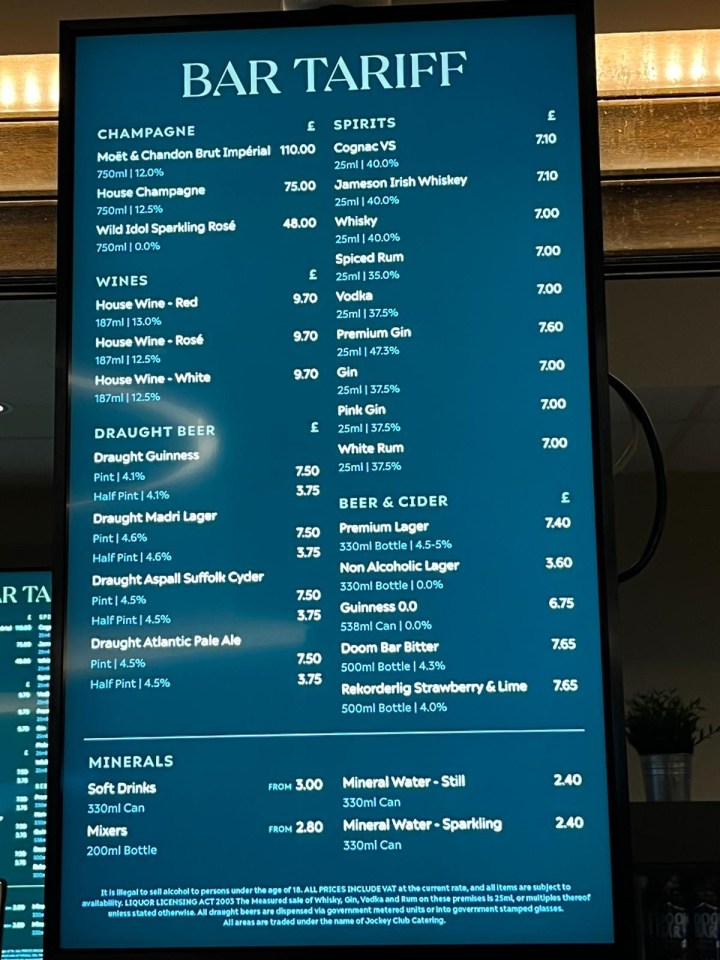 BAR TARIFF
CHAMPAGNE £
Moët & Chandon Brut Impérial 110.00
750ml | 12.0%
House Champagne 75.00
750ml | 12.5%
Wild Idol Sparkling Rosé 48.00
750ml | 0.0%
WINES £
House Wine - Red 9.70
187ml | 13.0%
House Wine - Rosé 9.70
187ml | 12.5%
House Wine - White 9.70
187ml | 12.5%
DRAUGHT BEER £
Draught Guinness
Pint | 4.1% 7.50
Half Pint | 4.1% 3.75
Draught Madri Lager
Pint | 4.6% 7.50
Half Pint | 4.6% 3.75
Draught Aspall Suffolk Cyder
Pint | 4.5% 7.50
Half Pint | 4.5% 3.75
Draught Atlantic Pale Ale
Pint | 4.5% 7.50
Half Pint | 4.5% 3.75
SPIRITS £
Cognac VS 7.10
25ml | 40.0%
Jameson Irish Whiskey 7.10
25ml | 40.0%
Whisky 7.00
25ml | 40.0%
Spiced Rum 7.00
25ml | 35.0%
Vodka 7.00
25ml | 37.5%
Premium Gin 7.60
25ml | 47.3%
Gin 7.00
25ml | 37.5%
Pink Gin 7.00
25ml | 37.5%
White Rum 7.00
25ml | 37.5%
BEER & CIDER £
Premium Lager 7.40
330ml Bottle | 4.5-5%
Non Alcoholic Lager 3.60
330ml Bottle | 0.0%
Guinness 0.0 6.75
538ml Can | 0.0%
Doom Bar Bitter 7.65
500ml Bottle | 4.3%
Rekorderlig Strawberry & Lime 7.65
500ml Bottle | 4.0%
MINERALS
Soft Drinks FROM 3.00
330ml Can
Mixers FROM 2.80
200ml Bottle
Mineral Water - Still 2.40
330ml Can
Mineral Water - Sparkling 2.40
330ml Can
It is illegal to sell alcohol to persons under the age of 18. ALL PRICES INCLUDE VAT at the current rate, and all items are subject to
availability. LIQUOR LICENSING ACT 2003 The Measured sale of Whisky, Gin, Vodka and Rum on these premises is 25ml, or multiples thereof
unless stated otherwise. All draught beers are dispensed via government metered units or into government stamped glasses.
All areas are traded under the name of Jockey Club Catering.